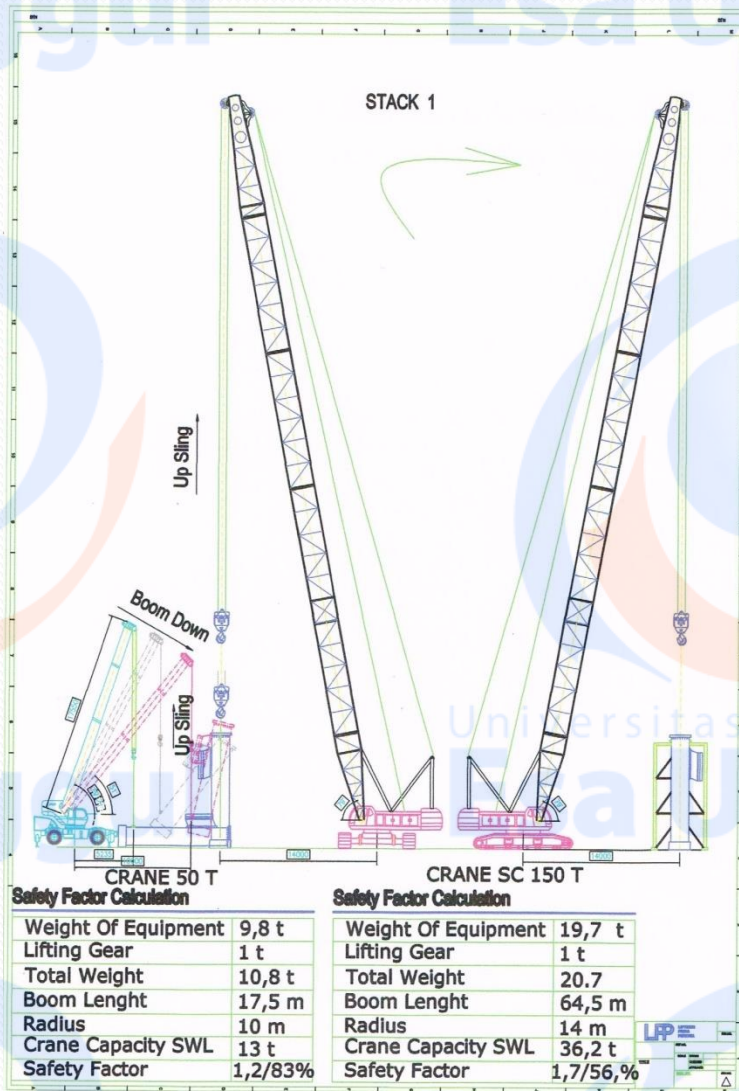 STACK 1
Up Sling
Boom Down
Up Sling
Universitas
Esa U
14000
14000
CRANE 50 T
CRANE SC 150 T
Safety Factor Calculation
Weight Of Equipment 9,8 t
Lifting Gear 1 t
Total Weight 10,8 t
Boom Lenght 17,5 m
Radius 10 m
Crane Capacity SWL 13 t
Safety Factor 1,2/83%
Safety Factor Calculation
Weight Of Equipment 19,7 t
Lifting Gear 1 t
Total Weight 20.7
Boom Lenght 64,5 m
Radius 14 m
Crane Capacity SWL 36,2 t
Safety Factor 1,7/56,%